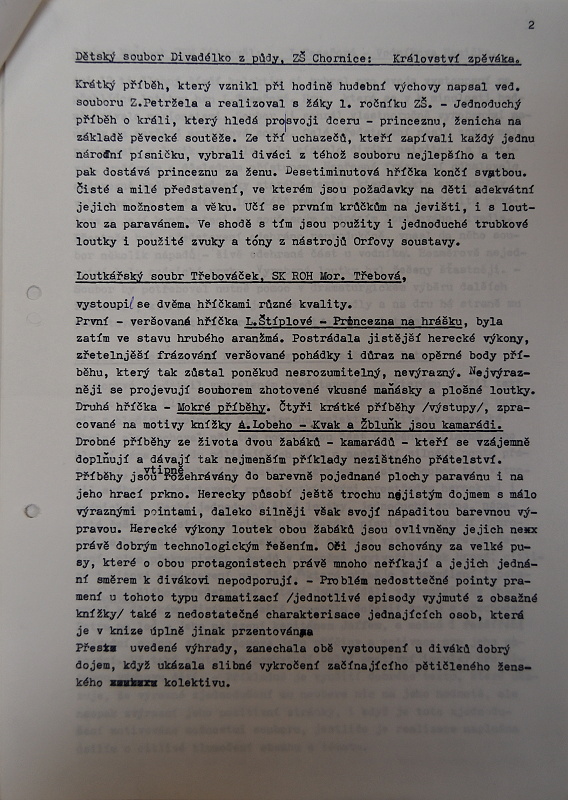 2
Dětský soubor Divadélko z půdy, ZŠ Chornice: Království zpěváka.
Krátký příběh, který vznikl při hodině hudební výchovy napsal ved.
souboru Z.Petržela a realizoval s žáky 1. ročníku ZŠ. - Jednoduchý
příběh o králi, který hledá prosvoji dceru - princeznu, ženicha na
základě pěvecké soutěže. Ze tří uchazečů, kteří zapívali každý jednu
národní písničku, vybrali diváci z téhož souboru nejlepšího a ten
pak dostává princeznu za ženu. Desetiminutová hříčka končí svatbou.
Čisté a milé představení, ve kterém jsou požadavky na děti adekvátní
jejich možnostem a věku. Učí se prvním krůčkům na jevišti, i s lout-
kou za paravánem. Ve shodě s tím jsou použity i jednoduché trubkové
loutky i použité zvuky a tóny z nástrojů Orfovy soustavy.
Loutkářský soubr Třebováček, SK ROH Mor. Třebová,
vystoupil se dvěma hříčkami různé kvality.
První - veršovaná hříčka L.Štíplové - Princezna na hrášku, byla
zatím ve stavu hrubého aranžmá. Postrádala jistější herecké výkony,
zřetelnější frázování veršované pohádky i důraz na opěrné body pří-
běhu, který tak zůstal poněkud nesrozumitelný, nevýrazný. Nejvýraz-
něji se projevují souborem zhotovené vkusné maňásky a plošné loutky.
Druhá hříčka - Mokré příběhy. Čtyři krátké příběhy /výstupy/, zpra-
cované na motivy knížky A.Lobeho - Kvak a Žbluňk jsou kamarádi.
Drobné příběhy ze života dvou žabáků - kamarádů - kteří se vzájemně
doplňují a dávají tak nejmenším příklady nezištného přátelství.
Příběhy jsou vtipně rozehrávány do barevně pojednané plochy paravánu i na
jeho hrací prkno. Herecky působí ještě trochu nejistým dojmem s málo
výraznými pointami, daleko silněji však svojí nápaditou barevnou vý-
pravou. Herecké výkony loutek obou žabáků jsou ovlivněny jejich ne
právě dobrým technologickým řešením. Oči jsou schovány za velké pu-
sy, které o obou protagonistech právě mnoho neříkají a jejich jedná-
ní směrem k divákovi nepodporují. - Problém nedosttečné pointy pra-
mení u tohoto typu dramatizací /jednotlivé episody vyjmuté z obsažné
knížky/ také z nedostatečné charakterisace jednajících osob, která
je v knize úplně jinak przentována
Přes uvedené výhrady, zanechala obě vystoupení u diváků dobrý
dojem, když ukázala slibné vykročení začínajícího pětičleného žens-
kého kolektivu.